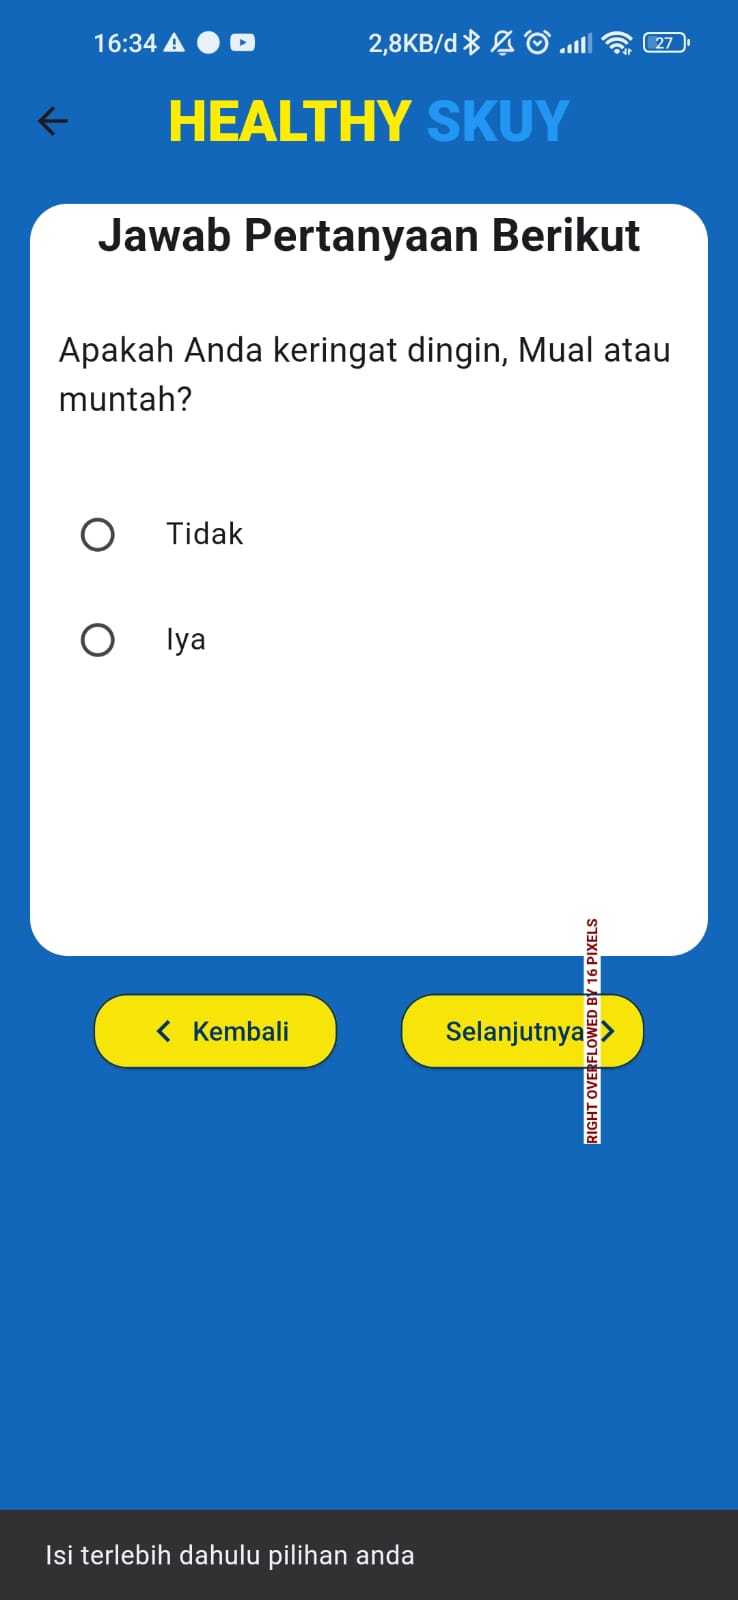 16:34
2,8KB/d
27
HEALTHY SKUY
Jawab Pertanyaan Berikut
Apakah Anda keringat dingin, Mual atau
muntah?
Tidak
Iya
Kembali
Selanjutnya
RIGHT OVERFLOWED BY 16 PIXELS
Isi terlebih dahulu pilihan anda